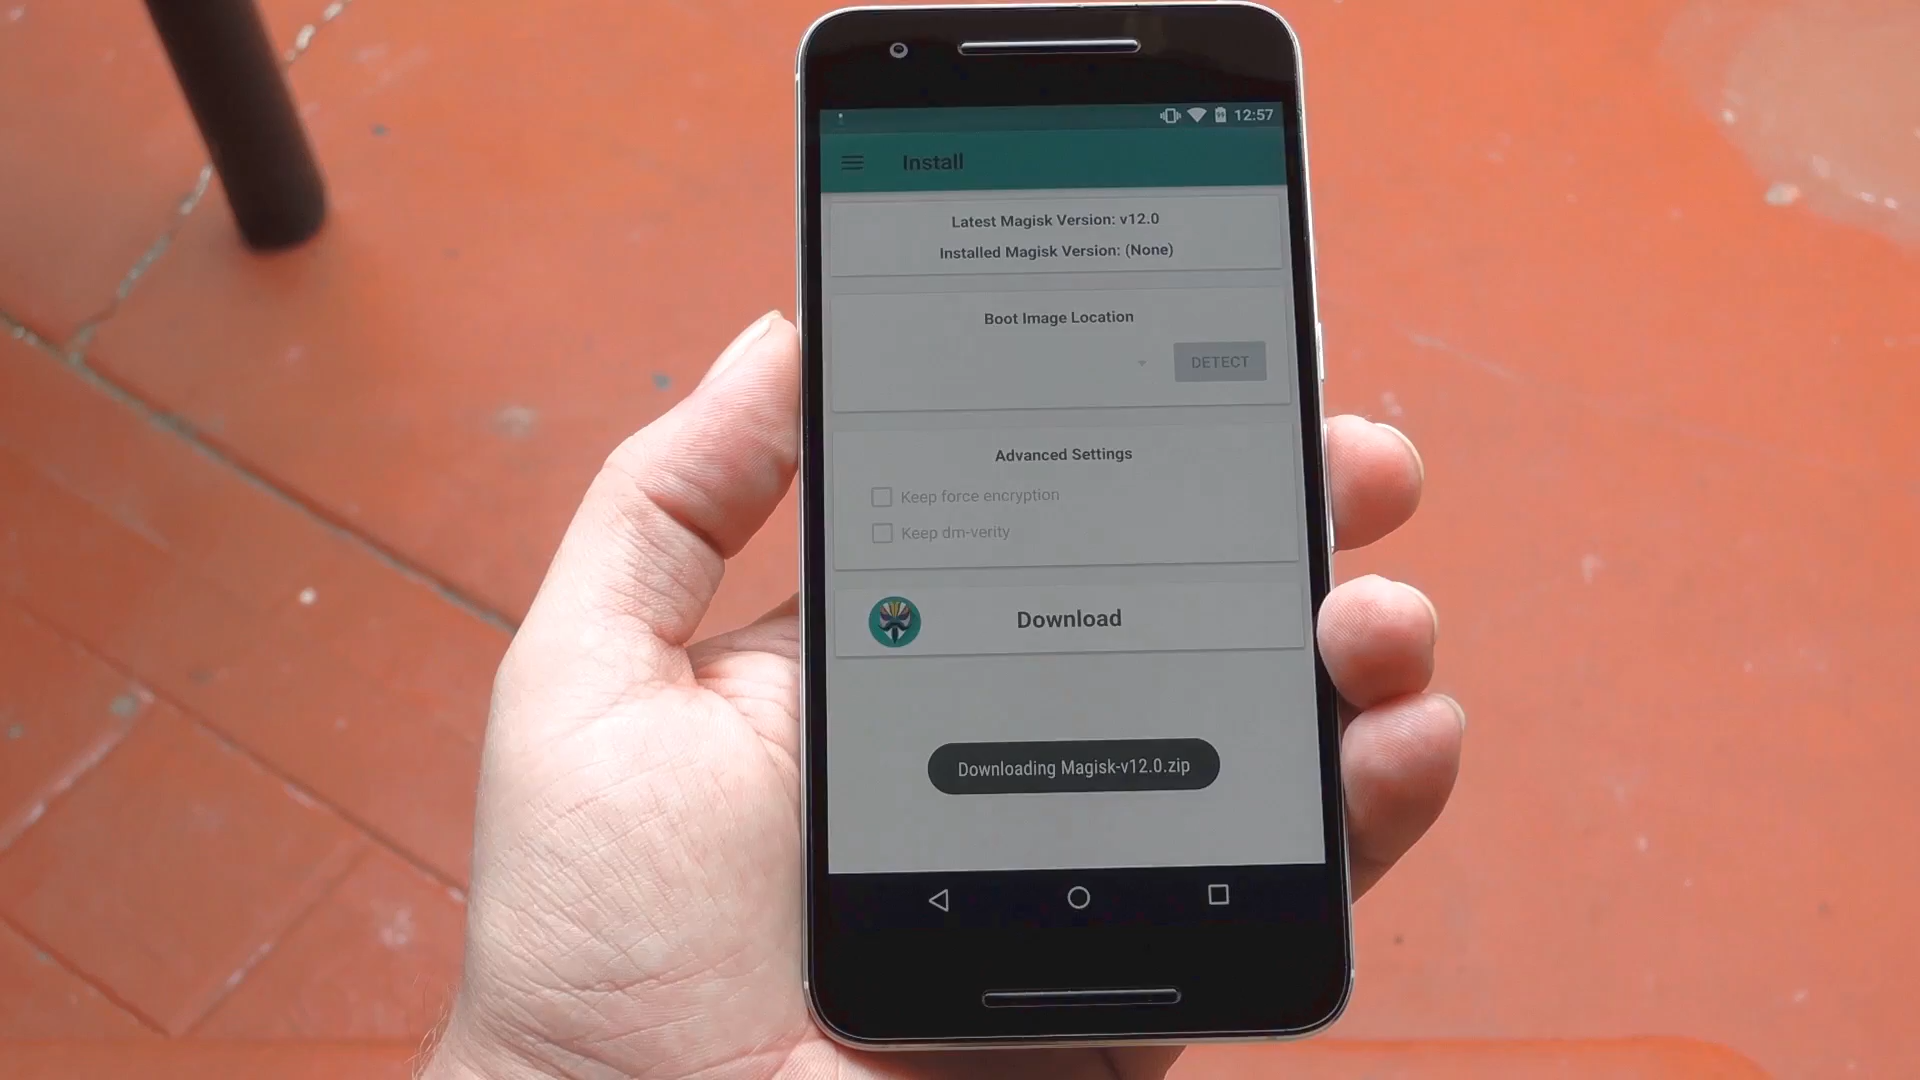 12:57
Install
Latest Magisk Version: v12.0
Installed Magisk Version: (None)
Boot Image Location
DETECT
Advanced Settings
Keep force encryption
Keep dm-verity
Download
Downloading Magisk-v12.0.zip